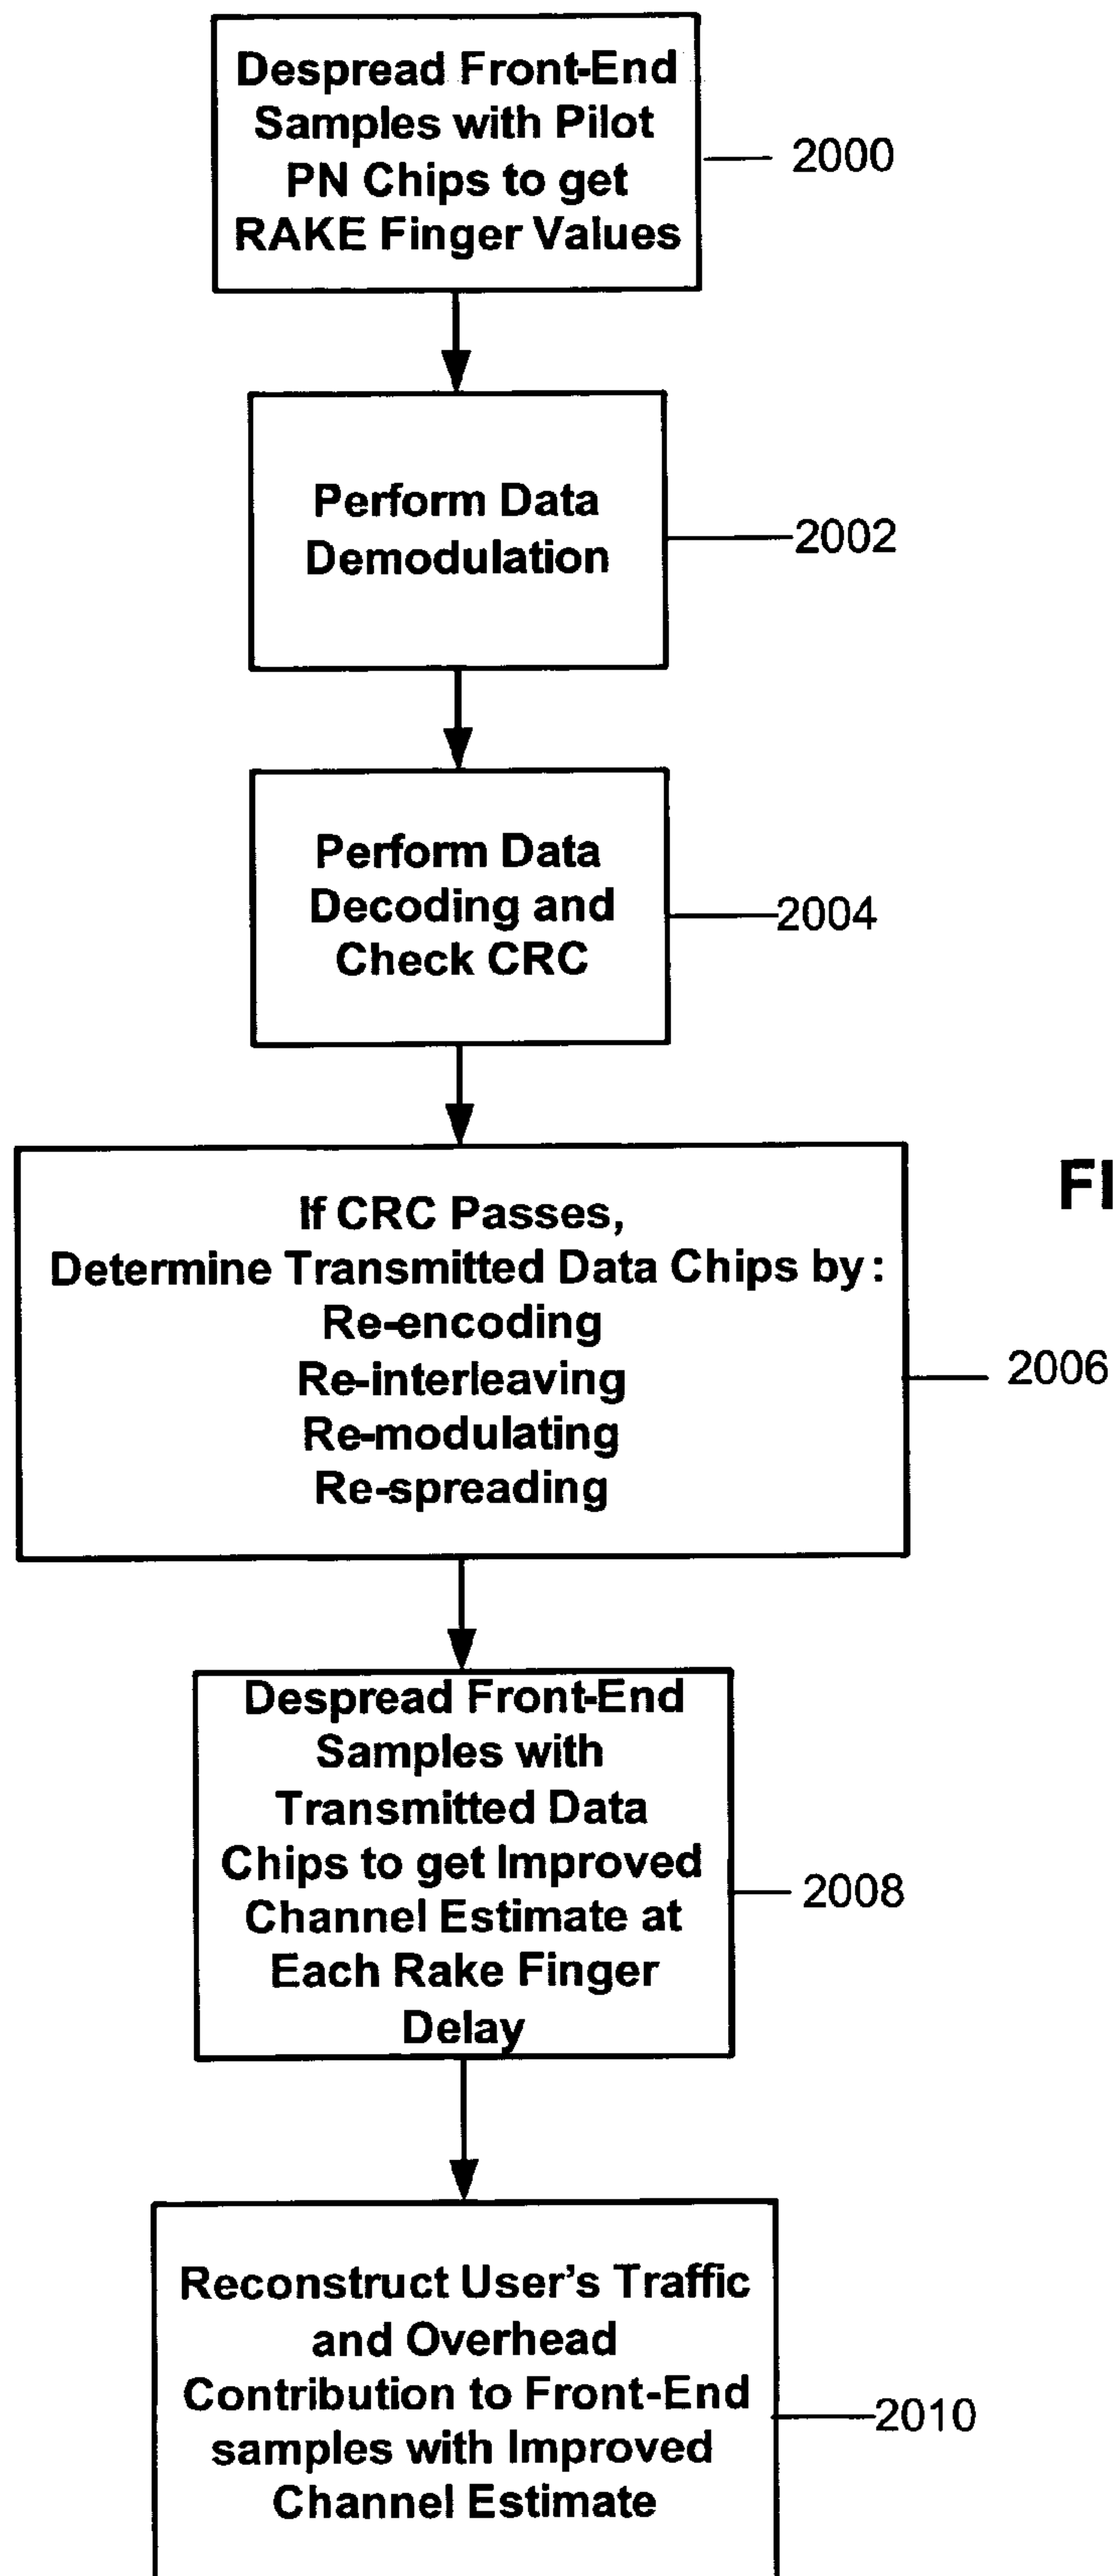 Despread Front-End
Samples with Pilot
PN Chips to get
RAKE Finger Values
2000
Perform Data
Demodulation
2002
Perform Data
Decoding and
Check CRC
2004
If CRC Passes,
Determine Transmitted Data Chips by:
Re-encoding
Re-interleaving
Re-modulating
Re-spreading
2006
FI
Despread Front-End
Samples with
Transmitted Data
Chips to get Improved
Channel Estimate at
Each Rake Finger
Delay
2008
Reconstruct User's Traffic
and Overhead
Contribution to Front-End
samples with Improved
Channel Estimate
2010